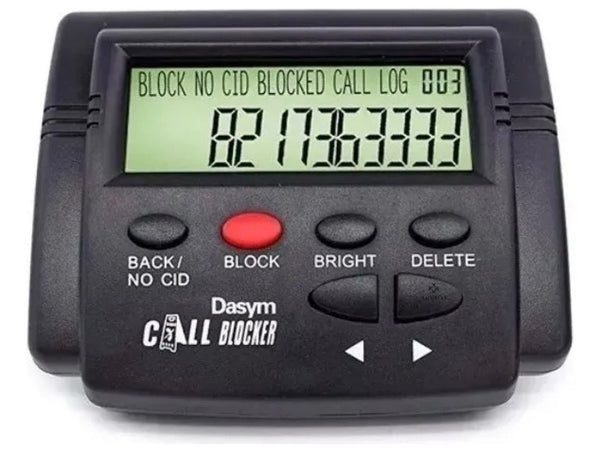 BLOCK NO CID BLOCKED CALL LOG 003
8217363333
BACK/ NO CID
BLOCK
BRIGHT
DELETE
Dasym
CALL BLOCKER